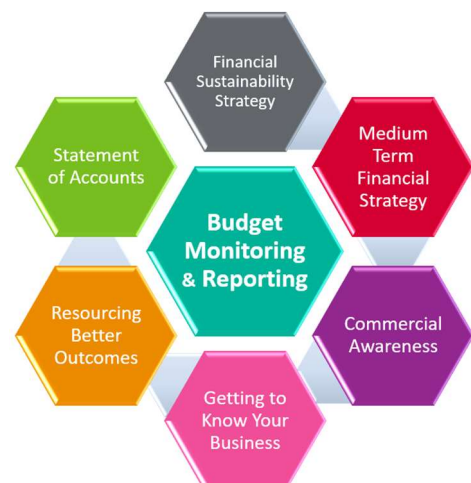 Financial
Sustainability
Strategy
Medium
Term
Financial
Strategy
Commercial
Awareness
Getting to
Know Your
Business
Resourcing
Better
Outcomes
Statement
of Accounts
Budget
Monitoring
& Reporting